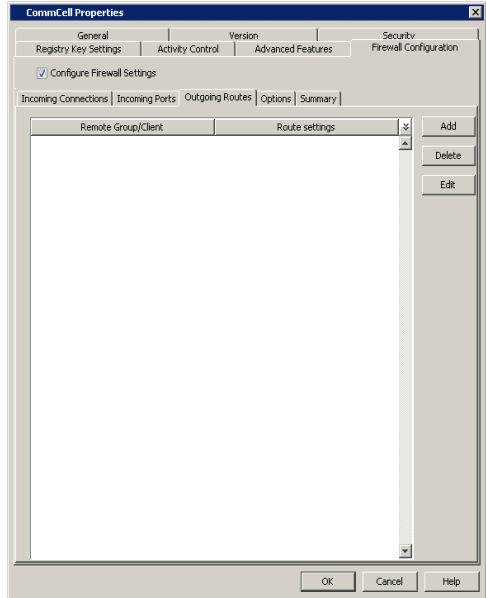 CommCell Properties
General Version Security
Registry Key Settings Activity Control Advanced Features Firewall Configuration
Configure Firewall Settings
Incoming Connections Incoming Ports Outgoing Routes Options Summary
Remote Group/Client Route settings Add
Delete
Edit
OK Cancel Help